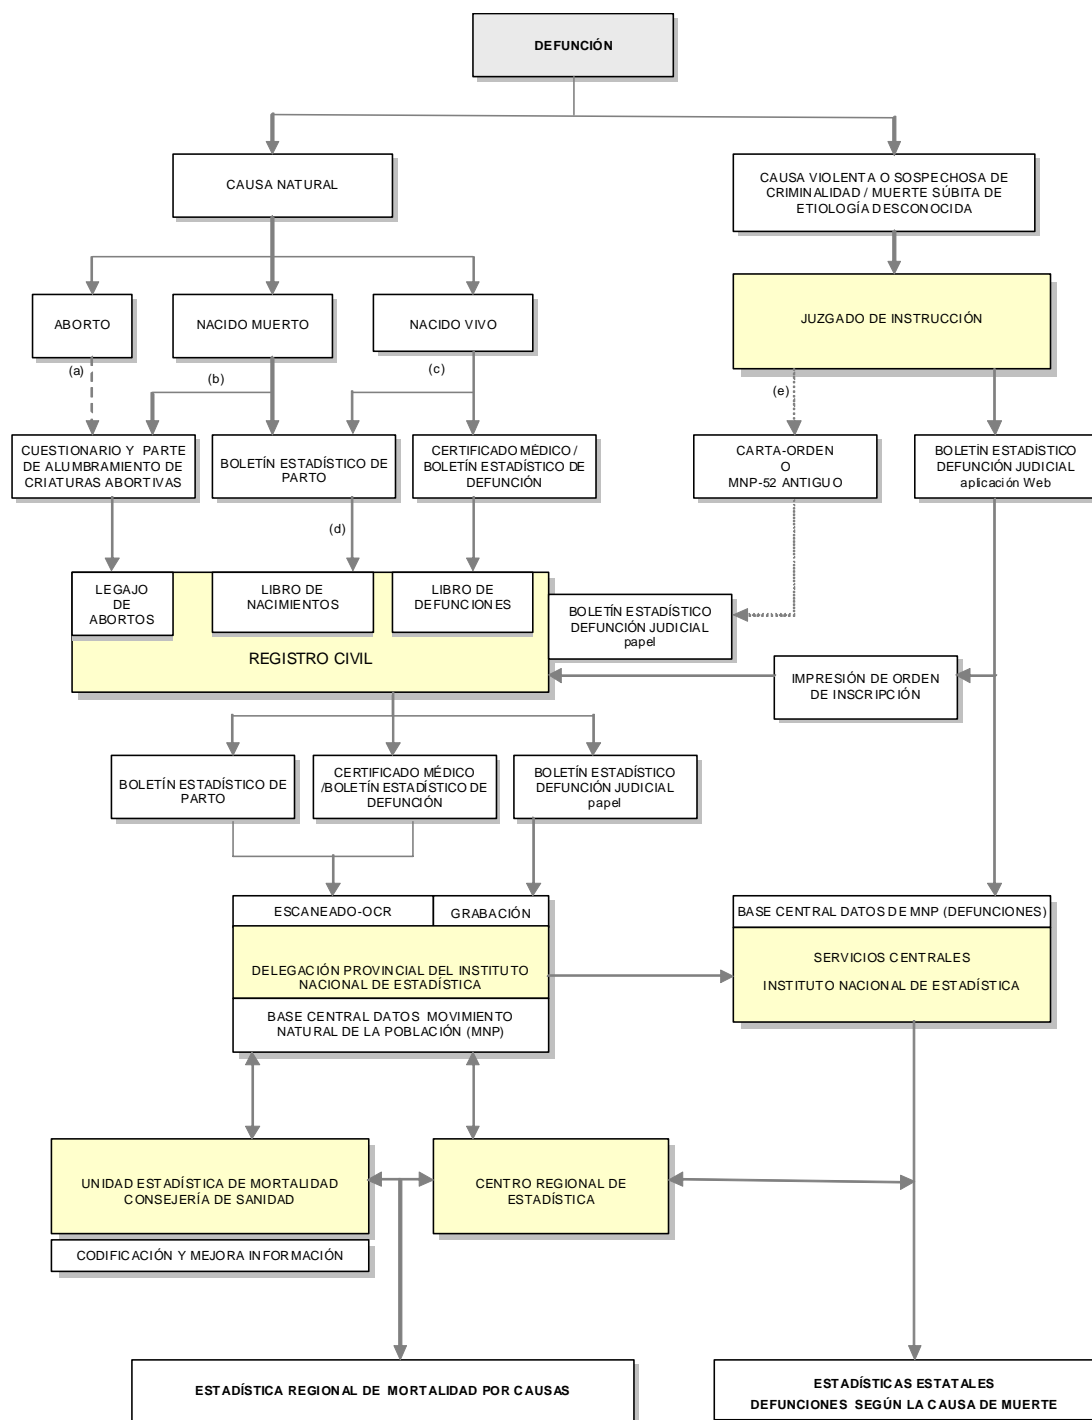 DEFUNCIÓN
CAUSA NATURAL
CAUSA VIOLENTA O SOSPECHOSA DE
CRIMINALIDAD / MUERTE SÚBITA DE
ETIOLOGÍA DESCONOCIDA
ABORTO
NACIDO MUERTO
NACIDO VIVO
JUZGADO DE INSTRUCCIÓN
(a)
(b)
(c)
(e)
CUESTIONARIO Y PARTE
DE ALUMBRAMIENTO DE
CRIATURAS ABORTIVAS
BOLETÍN ESTADÍSTICO DE
PARTO
CERTIFICADO MÉDICO /
BOLETÍN ESTADÍSTICO DE
DEFUNCIÓN
CARTA-ORDEN
O
MNP-52 ANTIGUO
BOLETÍN ESTADÍSTICO
DEFUNCIÓN JUDICIAL
aplicación Web
(d)
LEGAJO
DE
ABORTOS
LIBRO DE
NACIMIENTOS
LIBRO DE
DEFUNCIONES
REGISTRO CIVIL
BOLETÍN ESTADÍSTICO
DEFUNCIÓN JUDICIAL
papel
IMPRESIÓN DE ORDEN
DE INSCRIPCIÓN
BOLETÍN ESTADÍSTICO DE
PARTO
CERTIFICADO MÉDICO
/BOLETÍN ESTADÍSTICO DE
DEFUNCIÓN
BOLETÍN ESTADÍSTICO
DEFUNCIÓN JUDICIAL
papel
ESCANEADO-OCR
GRABACIÓN
DELEGACIÓN PROVINCIAL DEL INSTITUTO
NACIONAL DE ESTADÍSTICA
BASE CENTRAL DATOS MOVIMIENTO
NATURAL DE LA POBLACIÓN (MNP)
BASE CENTRAL DATOS DE MNP (DEFUNCIONES)
SERVICIOS CENTRALES
INSTITUTO NACIONAL DE ESTADÍSTICA
UNIDAD ESTADÍSTICA DE MORTALIDAD
CONSEJERÍA DE SANIDAD
CODIFICACIÓN Y MEJORA INFORMACIÓN
CENTRO REGIONAL DE
ESTADÍSTICA
ESTADÍSTICA REGIONAL DE MORTALIDAD POR CAUSAS
ESTADÍSTICAS ESTATALES
DEFUNCIONES SEGÚN LA CAUSA DE MUERTE